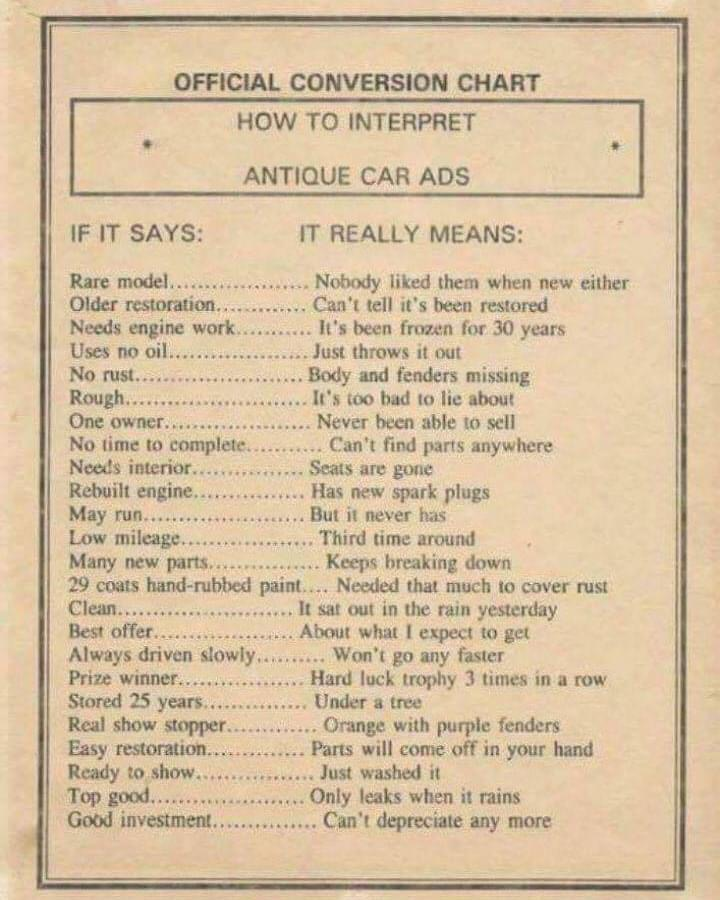 OFFICIAL CONVERSION CHART
HOW TO INTERPRET
* *
ANTIQUE CAR ADS
IF IT SAYS: IT REALLY MEANS:
Rare model.................... Nobody liked them when new either
Older restoration............. Can't tell it's been restored
Needs engine work........... It's been frozen for 30 years
Uses no oil.................... Just throws it out
No rust........................ Body and fenders missing
Rough.......................... It's too bad to lie about
One owner..................... Never been able to sell
No time to complete........... Can't find parts anywhere
Needs interior................ Seats are gone
Rebuilt engine................ Has new spark plugs
May run....................... But it never has
Low mileage................... Third time around
Many new parts................ Keeps breaking down
29 coats hand-rubbed paint.... Needed that much to cover rust
Clean......................... It sat out in the rain yesterday
Best offer.................... About what I expect to get
Always driven slowly.......... Won't go any faster
Prize winner.................. Hard luck trophy 3 times in a row
Stored 25 years............... Under a tree
Real show stopper............. Orange with purple fenders
Easy restoration.............. Parts will come off in your hand
Ready to show................. Just washed it
Top good...................... Only leaks when it rains
Good investment............... Can't depreciate any more